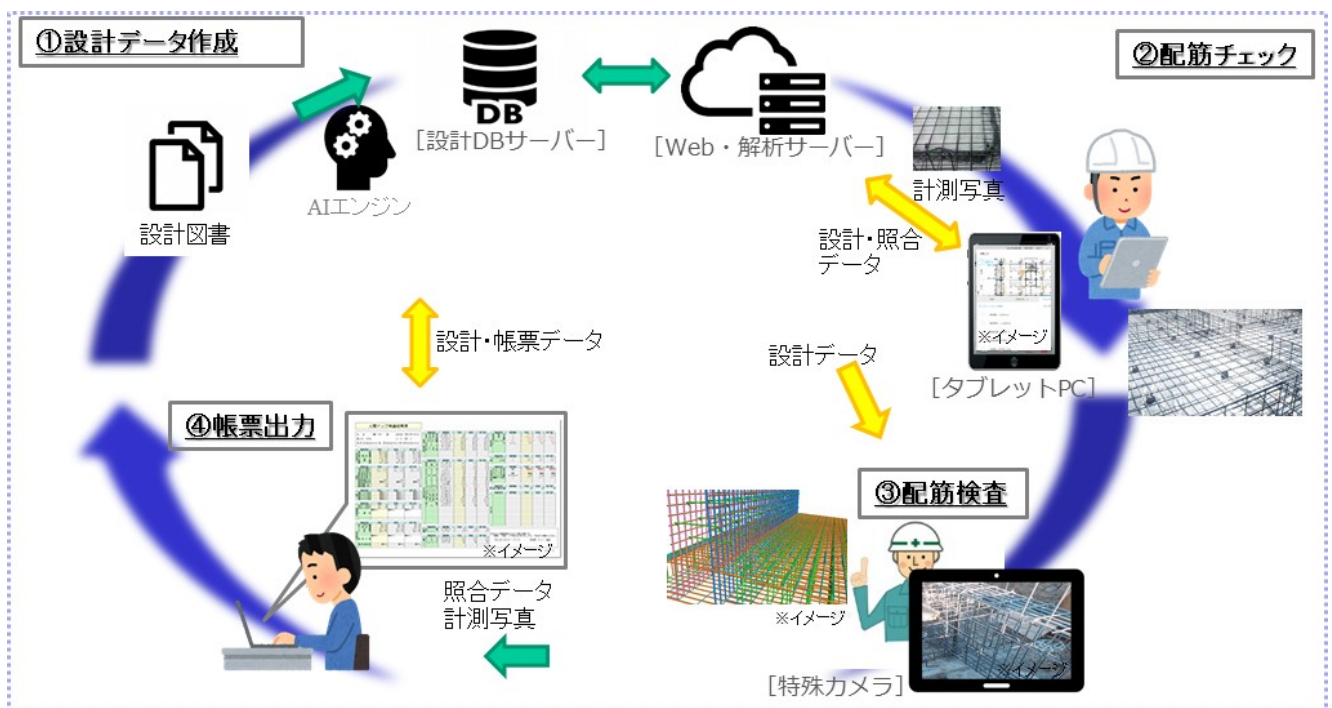 ①設計データ作成
②配筋チェック
DB
[設計DBサーバー]
[Web・解析サーバー]
設計図書
AIエンジン
計測写真
設計・照合
データ
※イメージ
[タブレットPC]
設計・帳票データ
設計データ
④帳票出力
※イメージ
照合データ
計測写真
③配筋検査
※イメージ
※イメージ
[特殊カメラ]